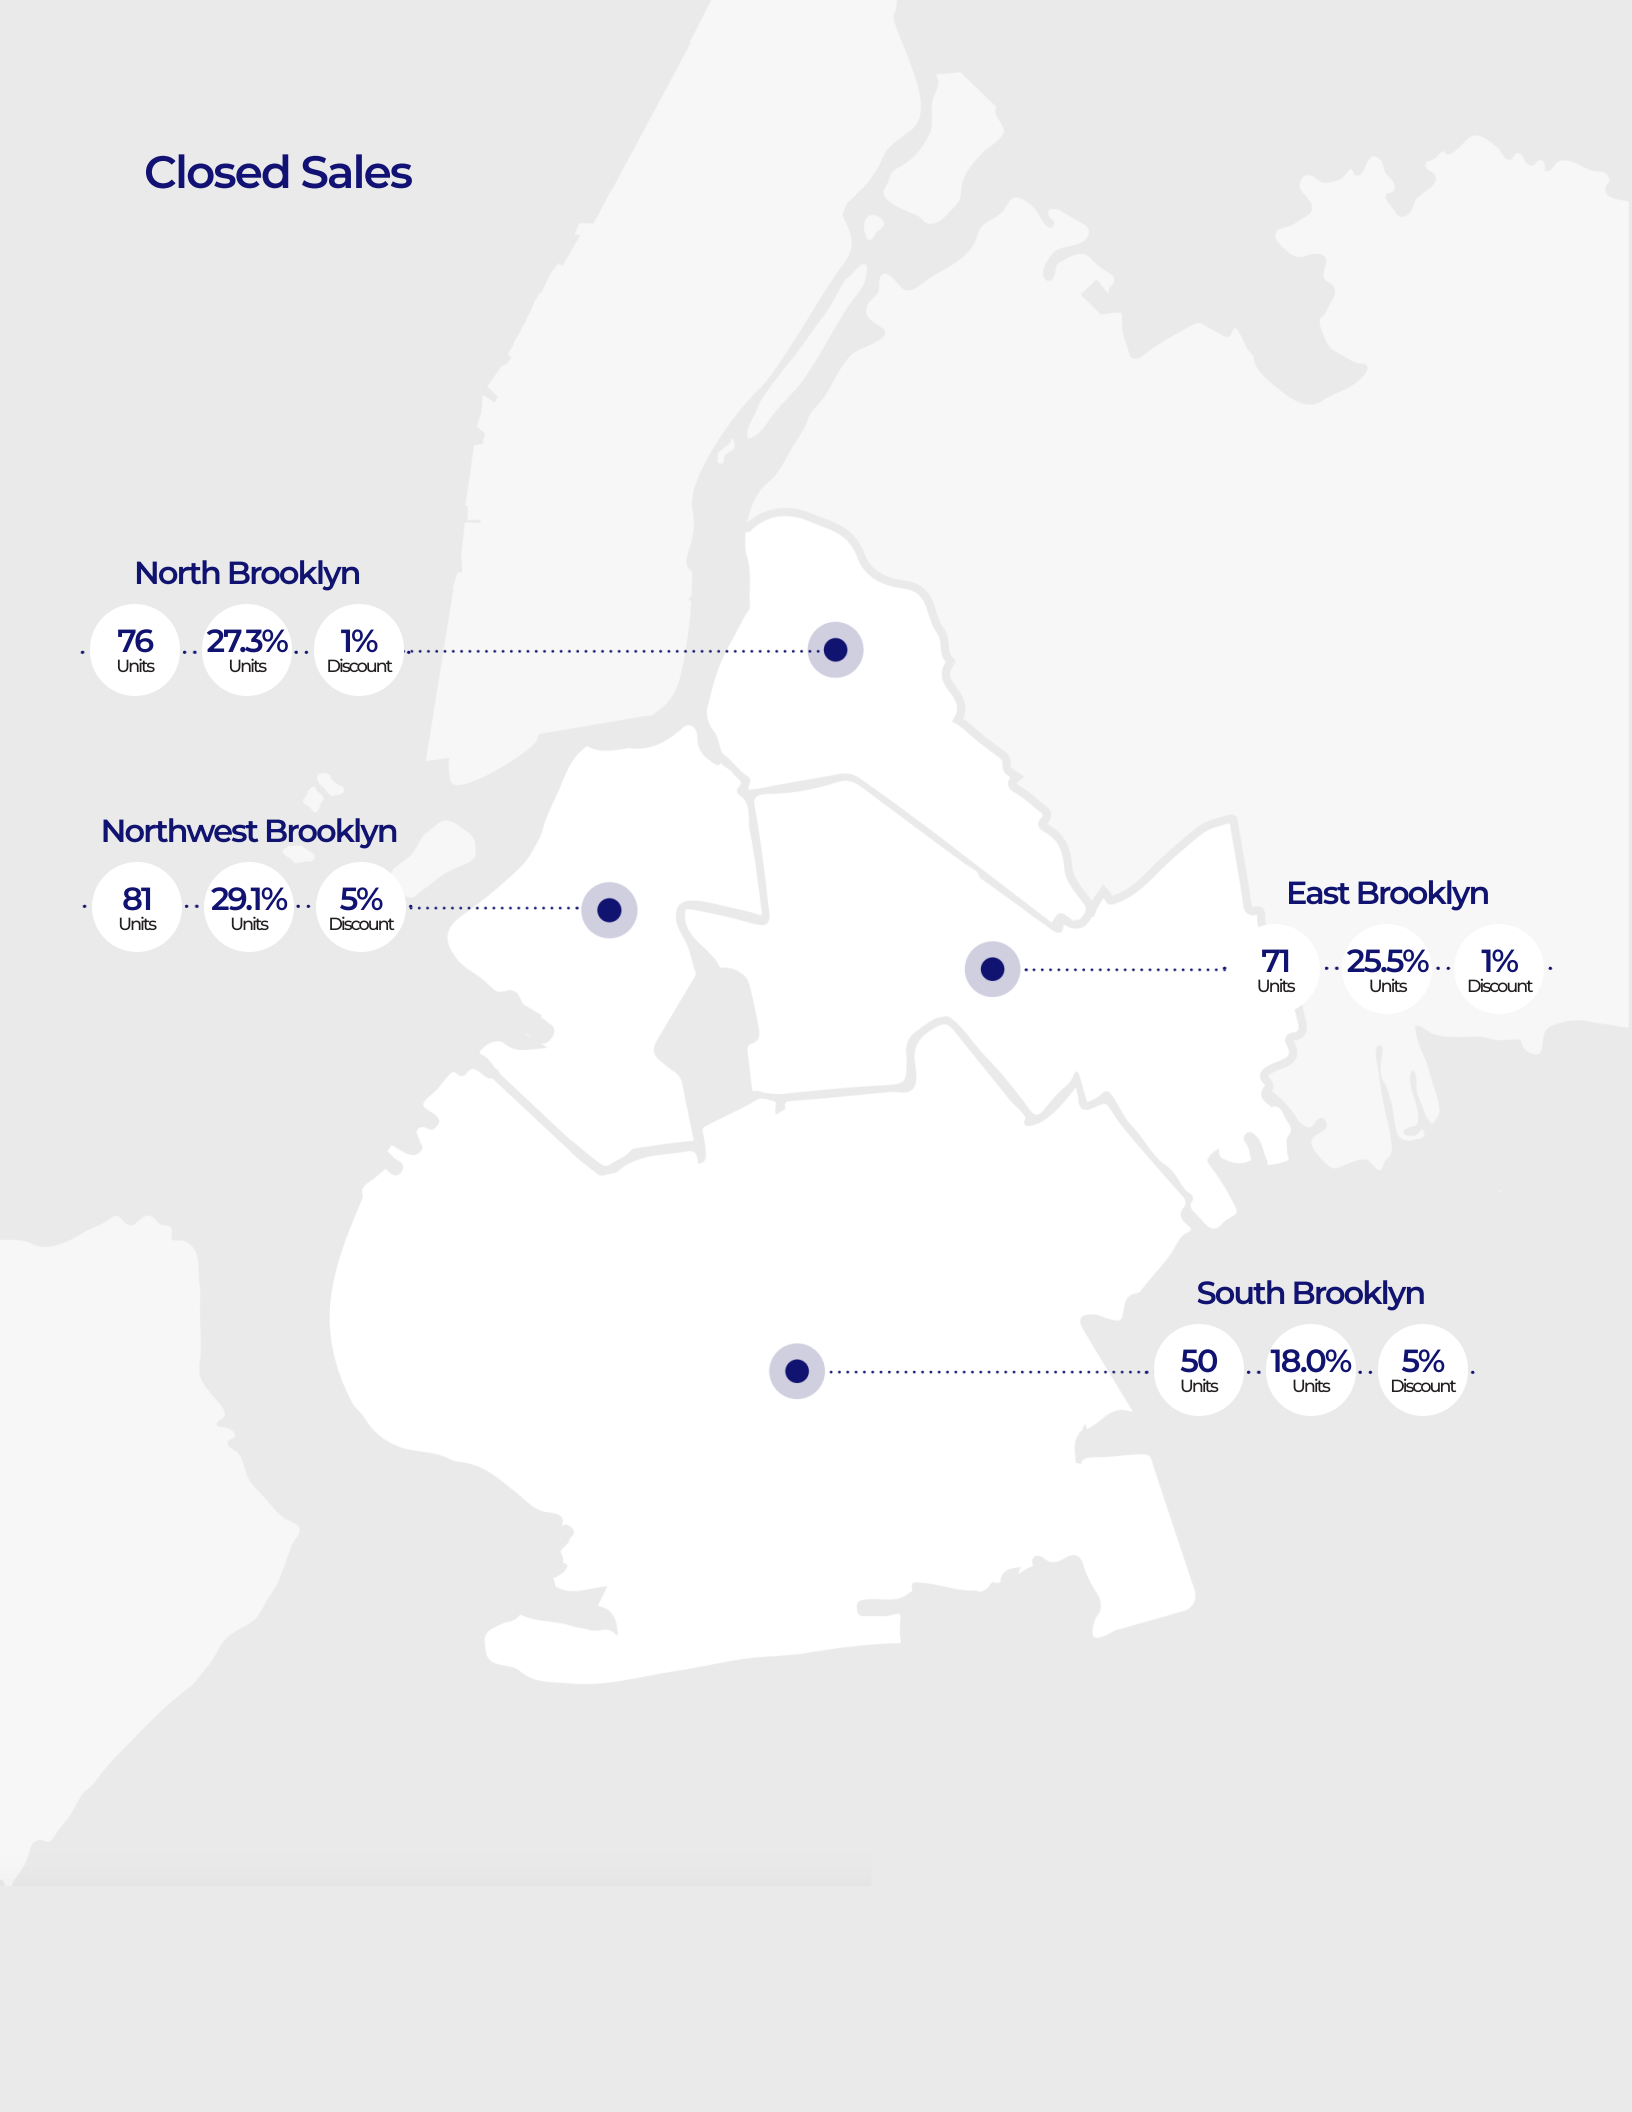 Closed Sales
North Brooklyn
76 27.3% 1%
Units Units Discount
Northwest Brooklyn
81 29.1% 5%
Units Units Discount
East Brooklyn
71 25.5% 1%
Units Units Discount
South Brooklyn
50 18.0% 5%
Units Units Discount